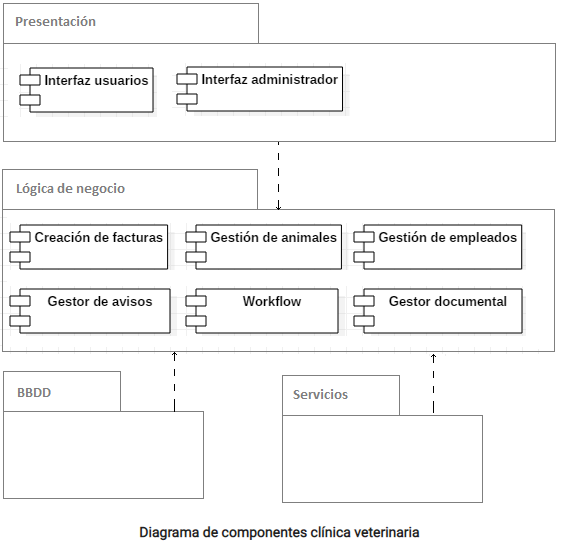 Presentación
Interfaz usuarios
Interfaz administrador
Lógica de negocio
Creación de facturas
Gestión de animales
Gestión de empleados
Gestor de avisos
Workflow
Gestor documental
BBDD
Servicios
Diagrama de componentes clínica veterinaria